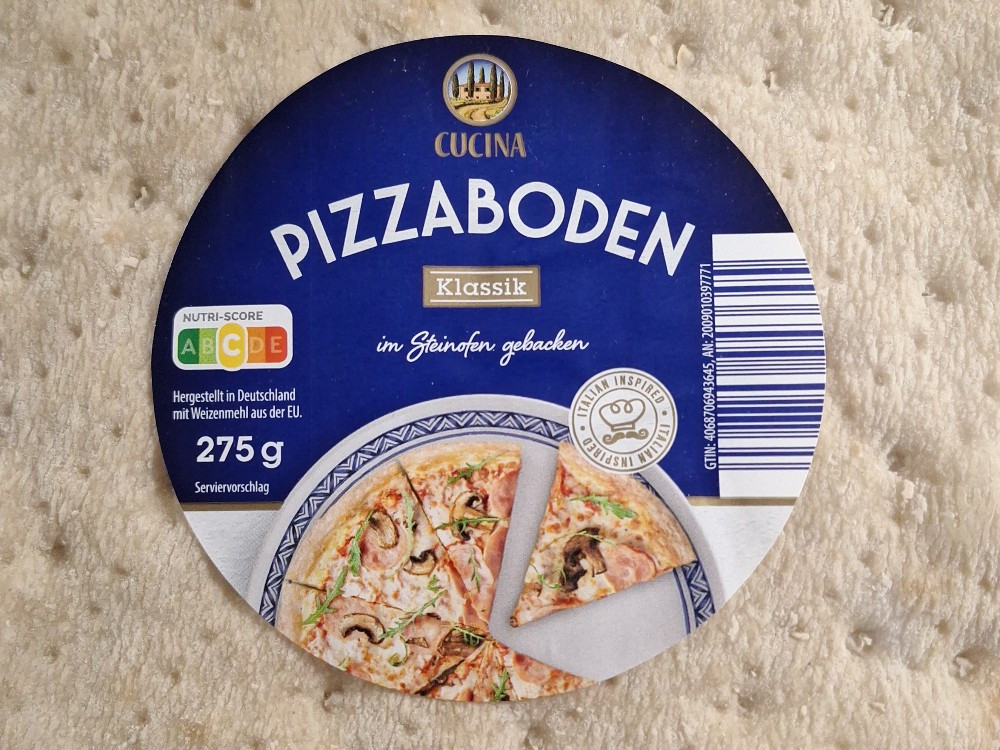 CUCINA
PIZZABODEN
Klassik
im Steinofen gebacken
NUTRI-SCORE
A B C D E
Hergestellt in Deutschland
mit Weizenmehl aus der EU.
275 g
Serviervorschlag
ITALIAN INSPIRED • ITALIAN INSPIRED •
GTIN: 4068706943645, AN: 2009010397771